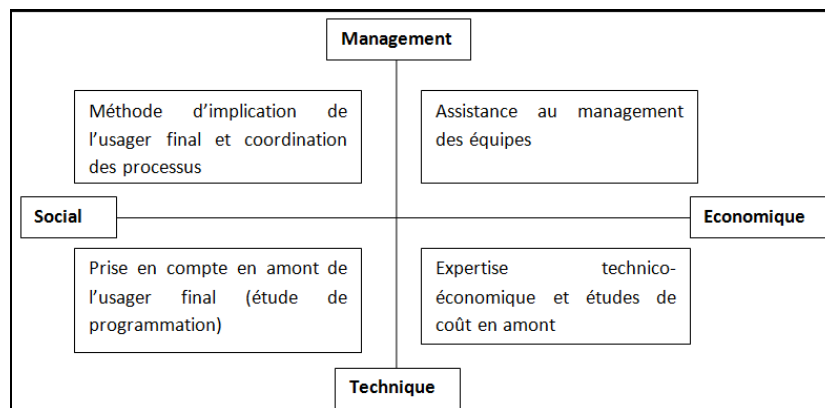 Management
Méthode d'implication de
l'usager final et coordination
des processus
Assistance au management
des équipes
Social
Economique
Prise en compte en amont de
l'usager final (étude de
programmation)
Expertise technico-
économique et études de
coût en amont
Technique